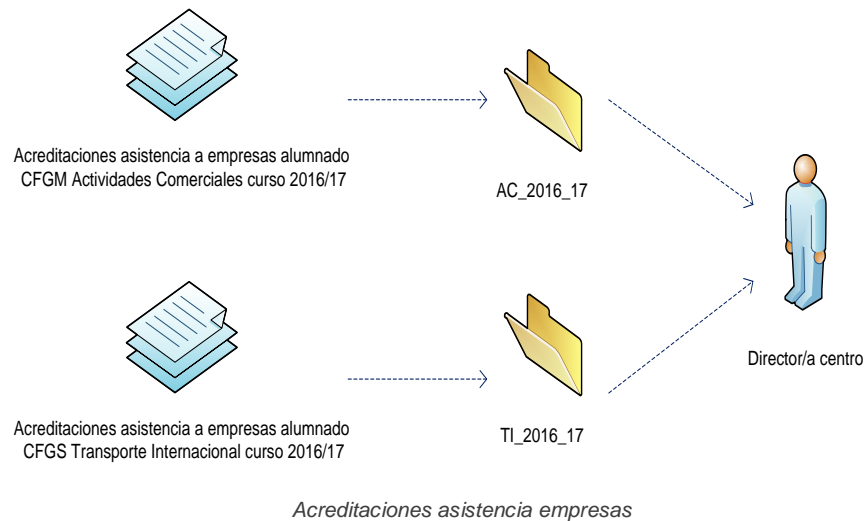 Acreditaciones asistencia a empresas alumnado
CFGM Actividades Comerciales curso 2016/17
AC_2016_17
Director/a centro
Acreditaciones asistencia a empresas alumnado
CFGS Transporte Internacional curso 2016/17
TI_2016_17
Acreditaciones asistencia empresas